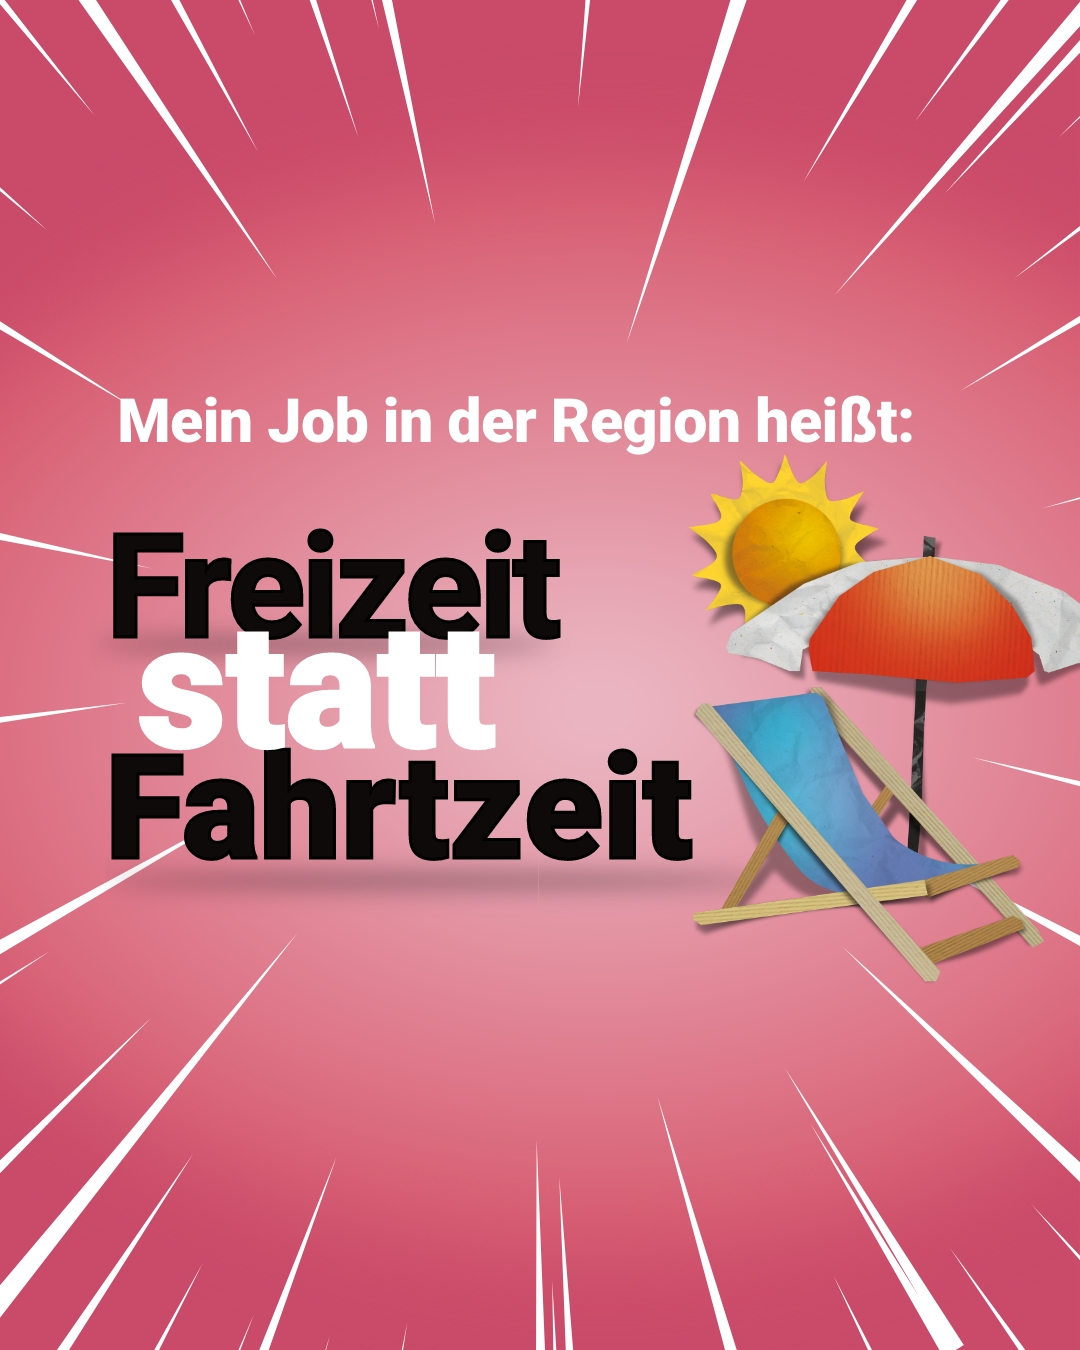 Mein Job in der Region heißt:
Freizeit
statt
Fahrtzeit